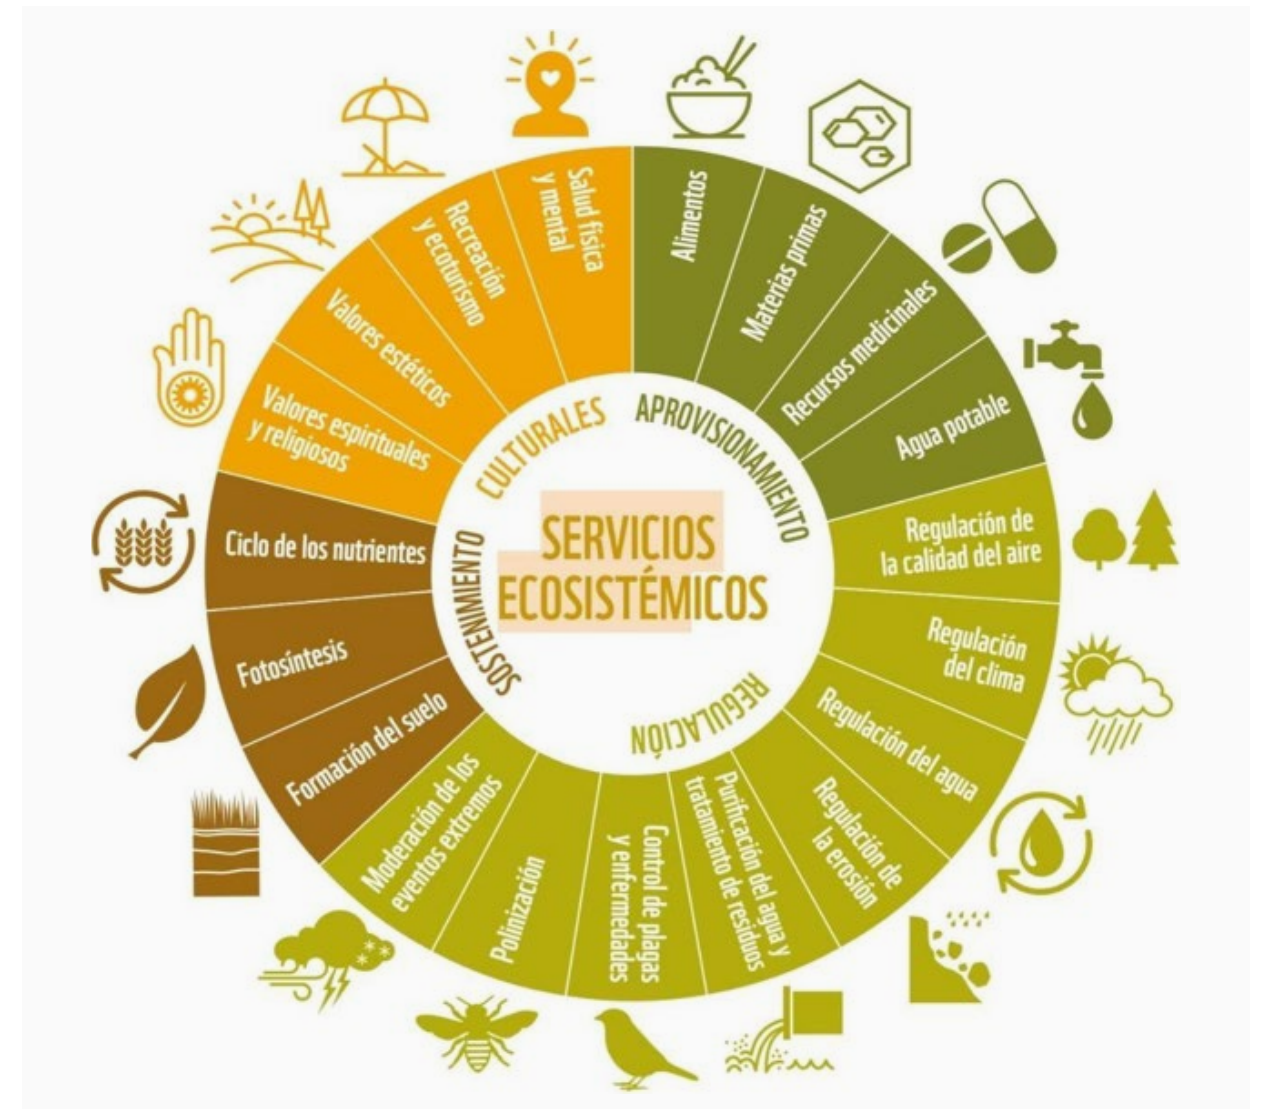 SERVICIOS
ECOSISTÉMICOS
APROVISIONAMIENTO
Alimentos
Materias primas
Recursos medicinales
Agua potable
REGULACIÓN
Regulación de
la calidad del aire
Regulación
del clima
Regulación del agua
Regulación de
la erosión
Purificación del agua y
tratamiento de residuos
Control de plagas
y enfermedades
Polinización
Moderación de los
eventos extremos
SOSTENIMIENTO
Formación del suelo
Fotosíntesis
Ciclo de los nutrientes
CULTURALES
Valores espirituales
y religiosos
Valores estéticos
Recreación
y ecoturismo
Salud física
y mental